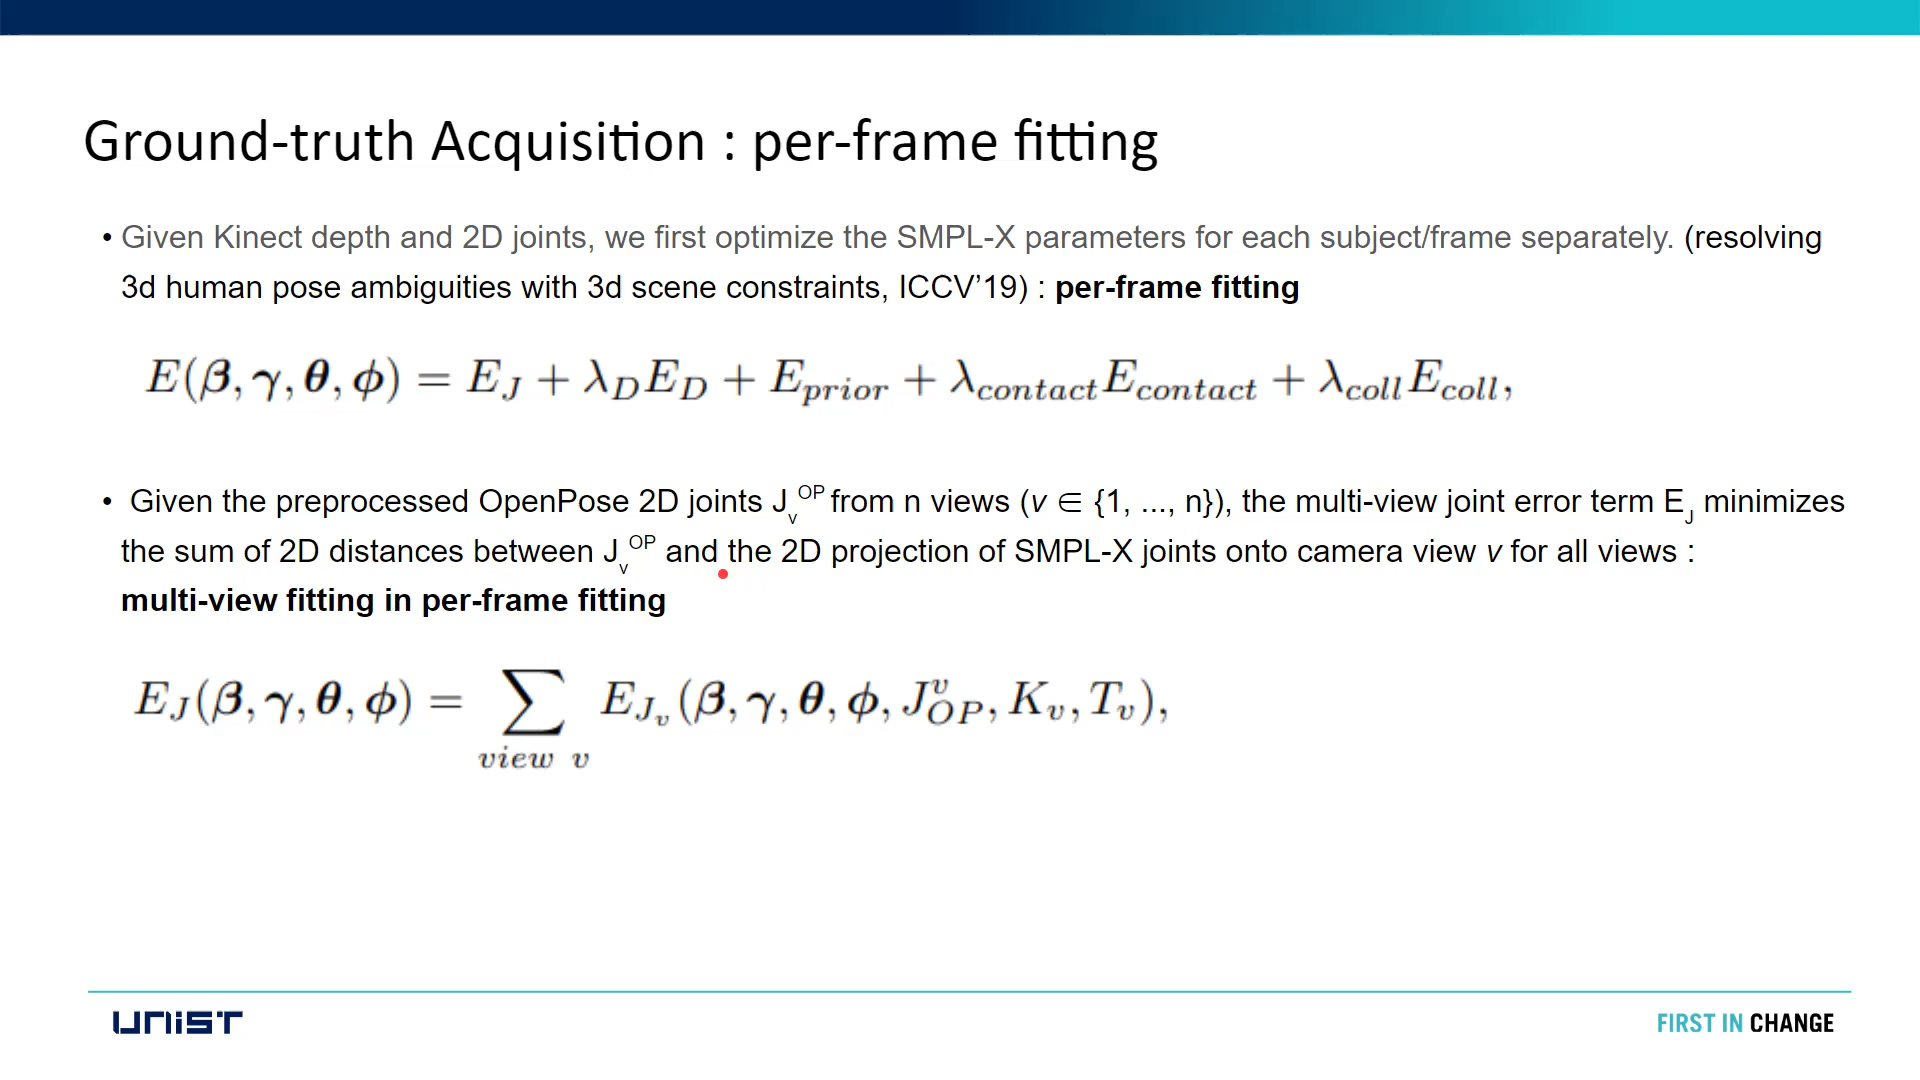 Ground-truth Acquisition : per-frame fitting
• Given Kinect depth and 2D joints, we first optimize the SMPL-X parameters for each subject/frame separately. (resolving
3d human pose ambiguities with 3d scene constraints, ICCV’19) : per-frame fitting
E(β, γ, θ, ϕ) = E_J + λ_D E_D + E_prior + λ_contact E_contact + λ_coll E_coll,
• Given the preprocessed OpenPose 2D joints J_v^OP from n views (v ∈ {1, ..., n}), the multi-view joint error term E_J minimizes
the sum of 2D distances between J_v^OP and the 2D projection of SMPL-X joints onto camera view v for all views :
multi-view fitting in per-frame fitting
E_J(β, γ, θ, ϕ) = ∑_{view v} E_{J_v}(β, γ, θ, ϕ, J_{OP}^v, K_v, T_v),
UNIST
FIRST IN CHANGE